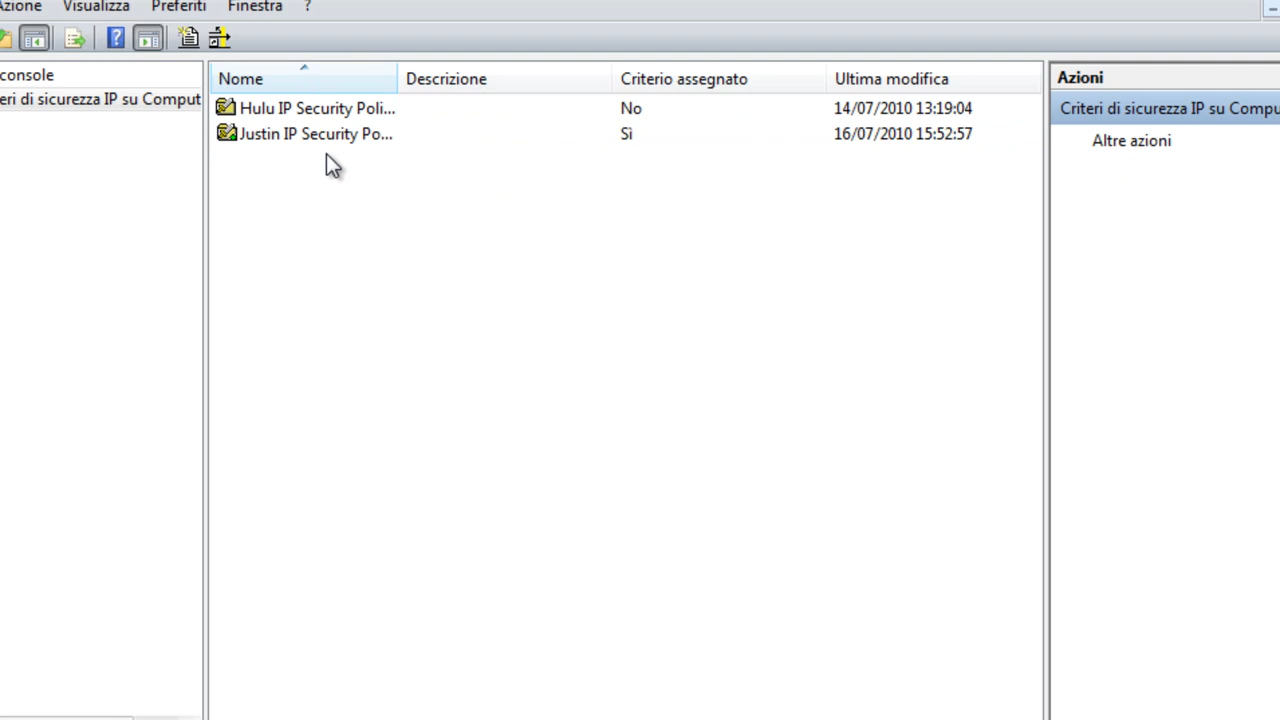 Azione Visualizza Preferiti Finestra ?
console
eri di sicurezza IP su Comput
Nome Descrizione Criterio assegnato Ultima modifica
Hulu IP Security Poli... No 14/07/2010 13:19:04
Justin IP Security Po... Sì 16/07/2010 15:52:57
Azioni
Criteri di sicurezza IP su Compu
Altre azioni